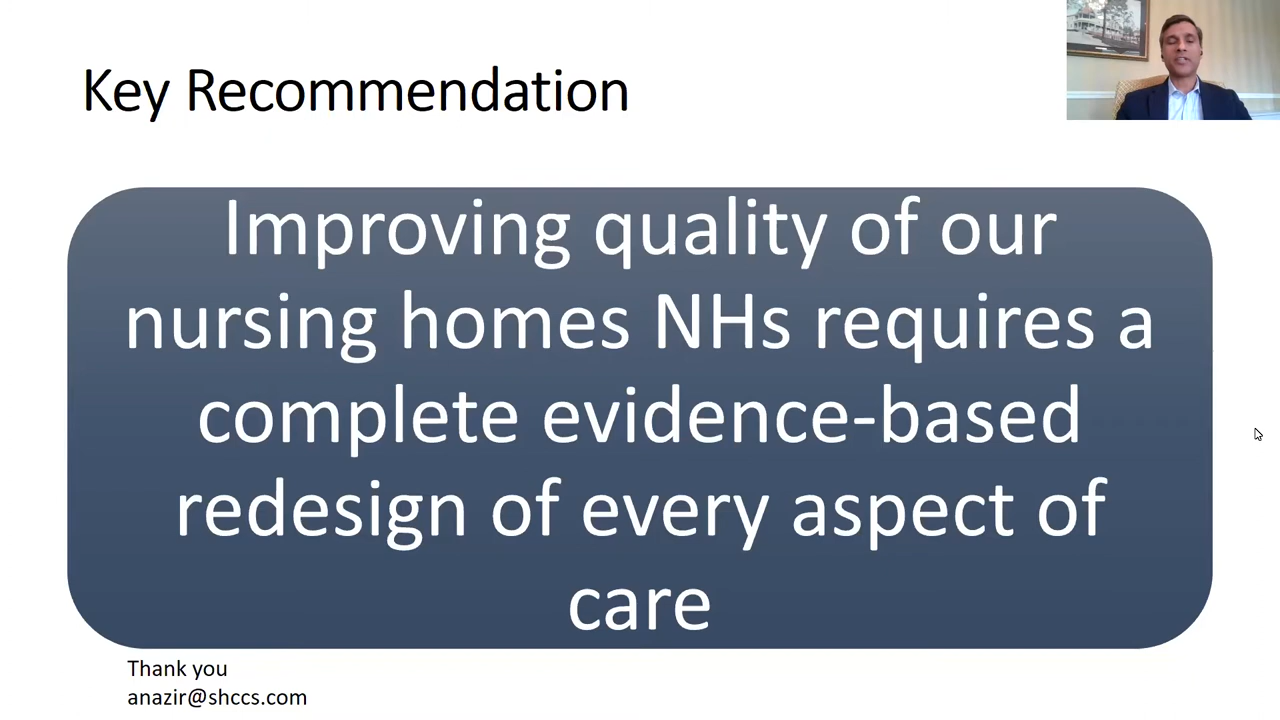 Key Recommendation
Improving quality of our
nursing homes NHs requires a
complete evidence-based
redesign of every aspect of
care
Thank you
anazir@shccs.com